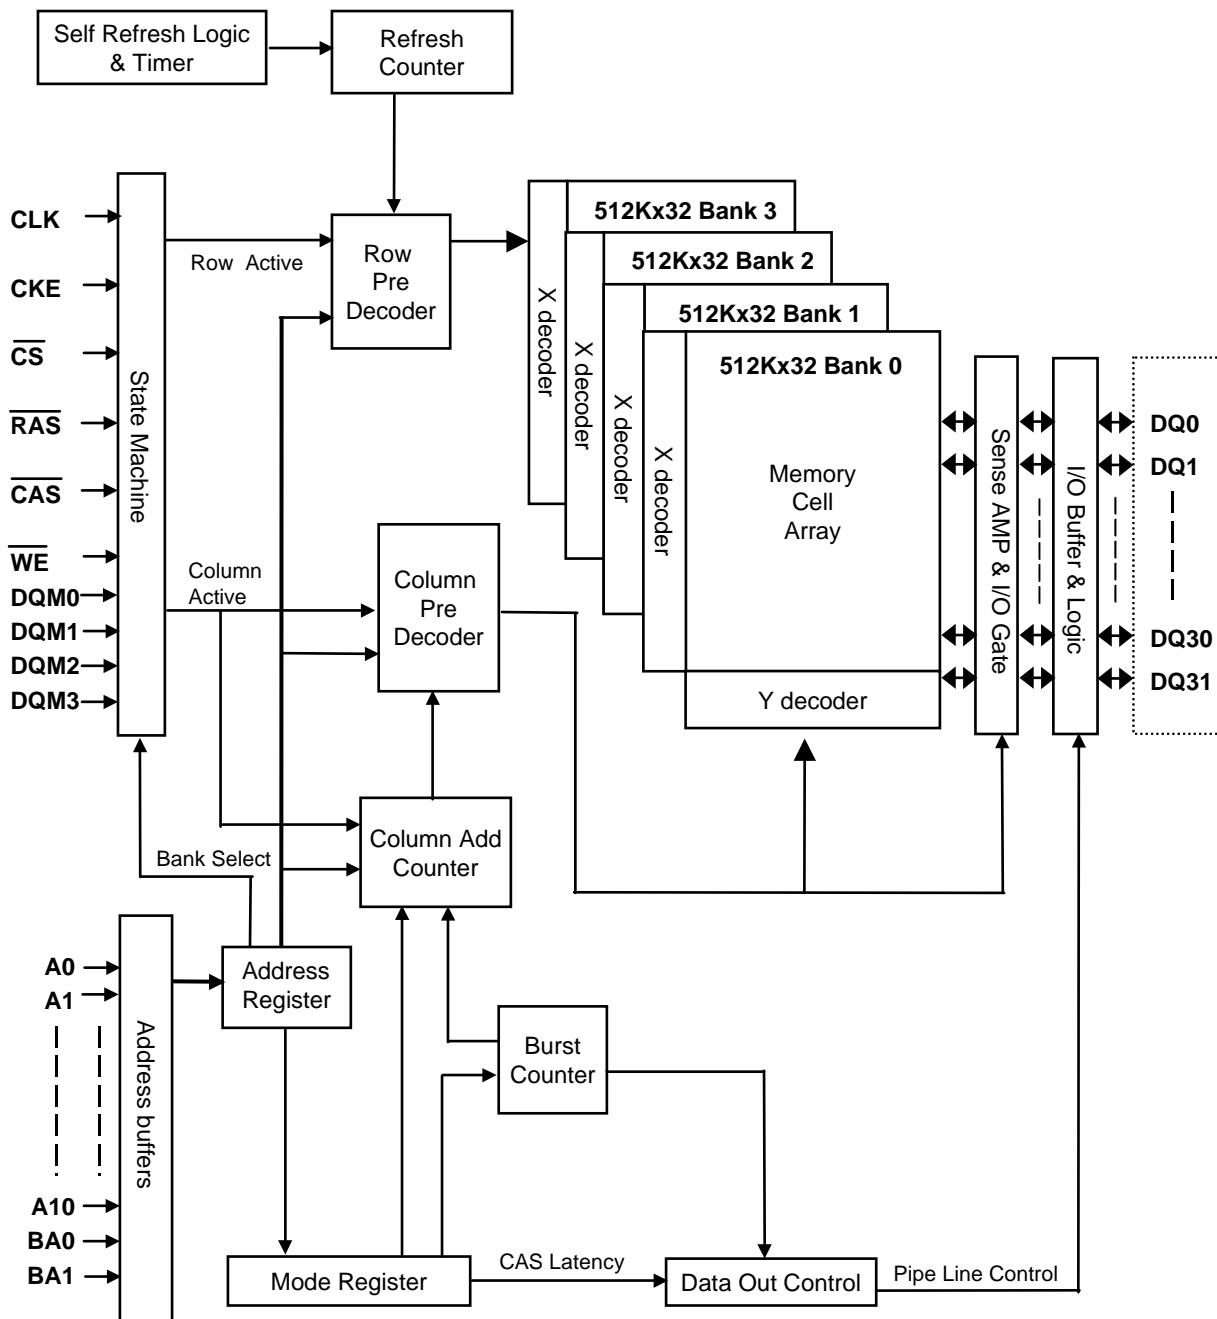 Self Refresh Logic
& Timer
Refresh
Counter
CLK
CKE
CS
RAS
CAS
WE
DQM0
DQM1
DQM2
DQM3
State Machine
Row Active
Row
Pre
Decoder
X decoder
512Kx32 Bank 3
X decoder
512Kx32 Bank 2
X decoder
512Kx32 Bank 1
X decoder
512Kx32 Bank 0
Memory
Cell
Array
Y decoder
Sense AMP & I/O Gate
I/O Buffer & Logic
DQ0
DQ1
DQ30
DQ31
Column
Active
Column
Pre
Decoder
Column Add
Counter
Bank Select
A0
A1
A10
BA0
BA1
Address buffers
Address
Register
Burst
Counter
Mode Register
CAS Latency
Data Out Control
Pipe Line Control